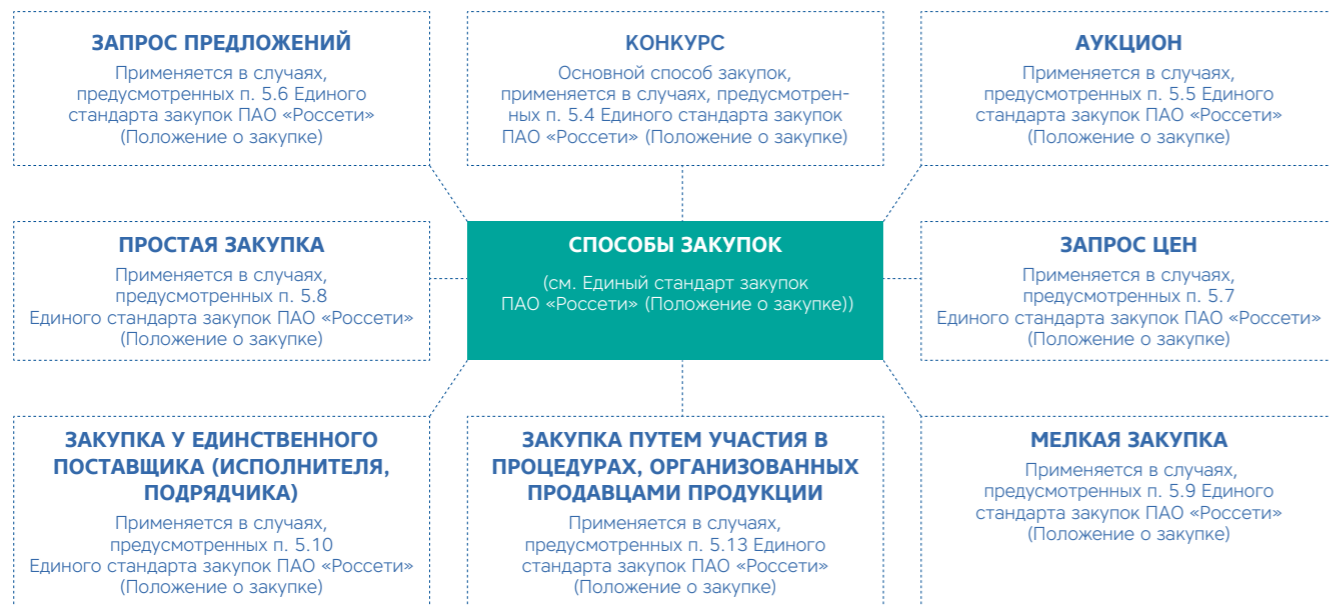 ЗАПРОС ПРЕДЛОЖЕНИЙ
Применяется в случаях,
предусмотренных п. 5.6 Единого
стандарта закупок ПАО «Россети»
(Положение о закупке)
КОНКУРС
Основной способ закупок,
применяется в случаях, предусмотрен-
ных п. 5.4 Единого стандарта закупок
ПАО «Россети» (Положение о закупке)
АУКЦИОН
Применяется в случаях,
предусмотренных п. 5.5 Единого
стандарта закупок ПАО «Россети»
(Положение о закупке)
ПРОСТАЯ ЗАКУПКА
Применяется в случаях,
предусмотренных п. 5.8
Единого стандарта закупок ПАО «Россети»
(Положение о закупке)
СПОСОБЫ ЗАКУПОК
(см. Единый стандарт закупок
ПАО «Россети» (Положение о закупке))
ЗАПРОС ЦЕН
Применяется в случаях,
предусмотренных п. 5.7
Единого стандарта закупок ПАО «Россети»
(Положение о закупке)
ЗАКУПКА У ЕДИНСТВЕННОГО
ПОСТАВЩИКА (ИСПОЛНИТЕЛЯ,
ПОДРЯДЧИКА)
Применяется в случаях,
предусмотренных п. 5.10
Единого стандарта закупок ПАО «Россети»
(Положение о закупке)
ЗАКУПКА ПУТЕМ УЧАСТИЯ В
ПРОЦЕДУРАХ, ОРГАНИЗОВАННЫХ
ПРОДАВЦАМИ ПРОДУКЦИИ
Применяется в случаях,
предусмотренных п. 5.13 Единого
стандарта закупок ПАО «Россети»
(Положение о закупке)
МЕЛКАЯ ЗАКУПКА
Применяется в случаях,
предусмотренных п. 5.9 Единого
стандарта закупок ПАО «Россети»
(Положение о закупке)